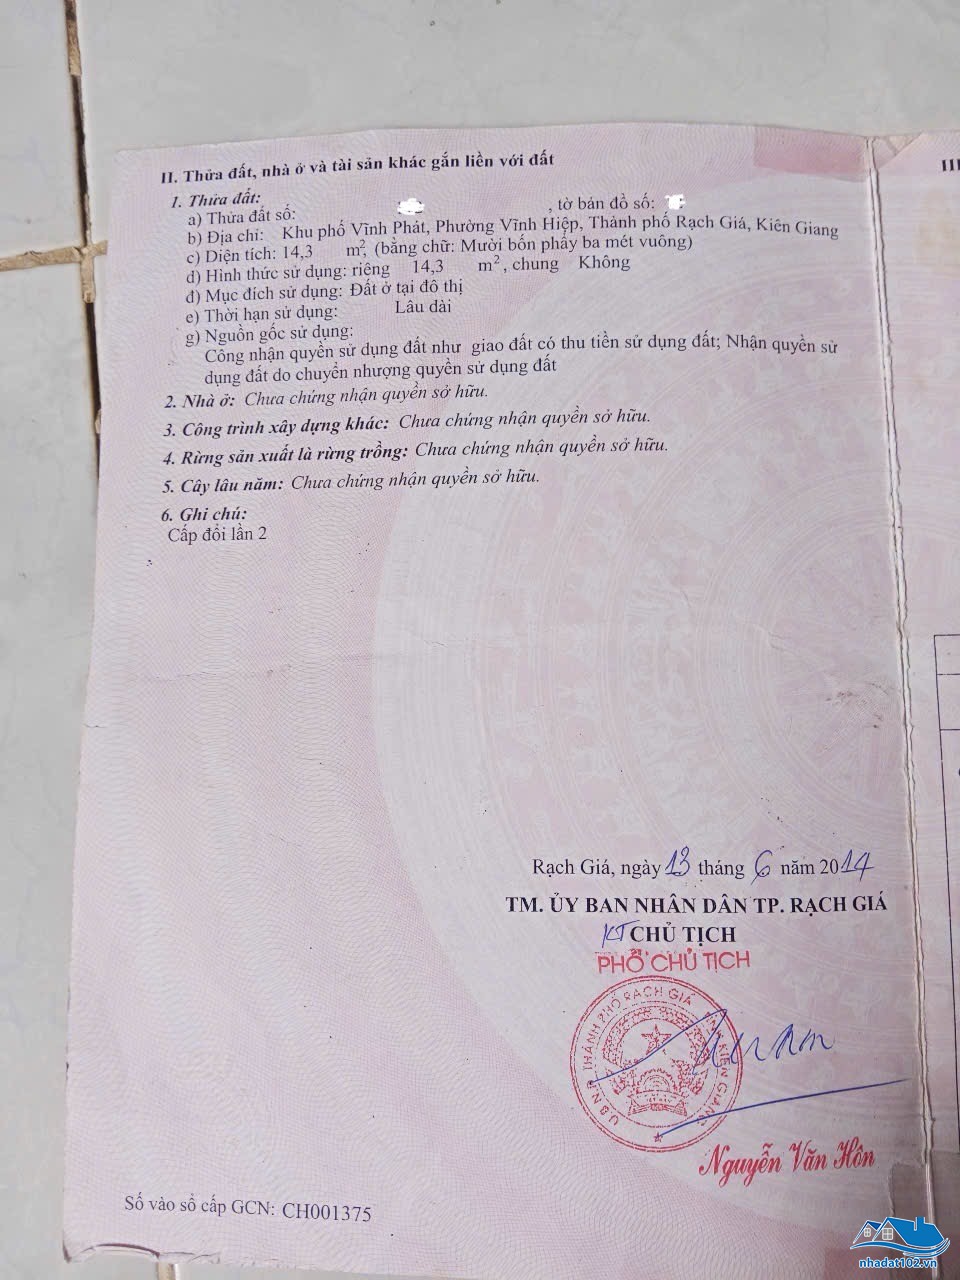 II. Thửa đất, nhà ở và tài sản khác gắn liền với đất
III
1. Thửa đất:
a) Thửa đất số: , tờ bản đồ số:
b) Địa chỉ: Khu phố Vĩnh Phát, Phường Vĩnh Hiệp, Thành phố Rạch Giá, Kiên Giang
c) Diện tích: 14,3 m², (bằng chữ: Mười bốn phẩy ba mét vuông)
d) Hình thức sử dụng: riêng 14,3 m², chung Không
đ) Mục đích sử dụng: Đất ở tại đô thị
e) Thời hạn sử dụng: Lâu dài
g) Nguồn gốc sử dụng:
Công nhận quyền sử dụng đất như giao đất có thu tiền sử dụng đất; Nhận quyền sử
dụng đất do chuyển nhượng quyền sử dụng đất
2. Nhà ở: Chưa chứng nhận quyền sở hữu.
3. Công trình xây dựng khác: Chưa chứng nhận quyền sở hữu.
4. Rừng sản xuất là rừng trồng: Chưa chứng nhận quyền sở hữu.
5. Cây lâu năm: Chưa chứng nhận quyền sở hữu.
6. Ghi chú:
Cấp đổi lần 2
Rạch Giá, ngày 13 tháng 6 năm 2014
TM. ỦY BAN NHÂN DÂN TP. RẠCH GIÁ
KT CHỦ TỊCH
PHÓ CHỦ TỊCH
U.B.N.D THÀNH PHỐ RẠCH GIÁ TỈNH KIÊN GIANG
Nguyễn Văn Hôn
Số vào sổ cấp GCN: CH001375
nhadat102.vn